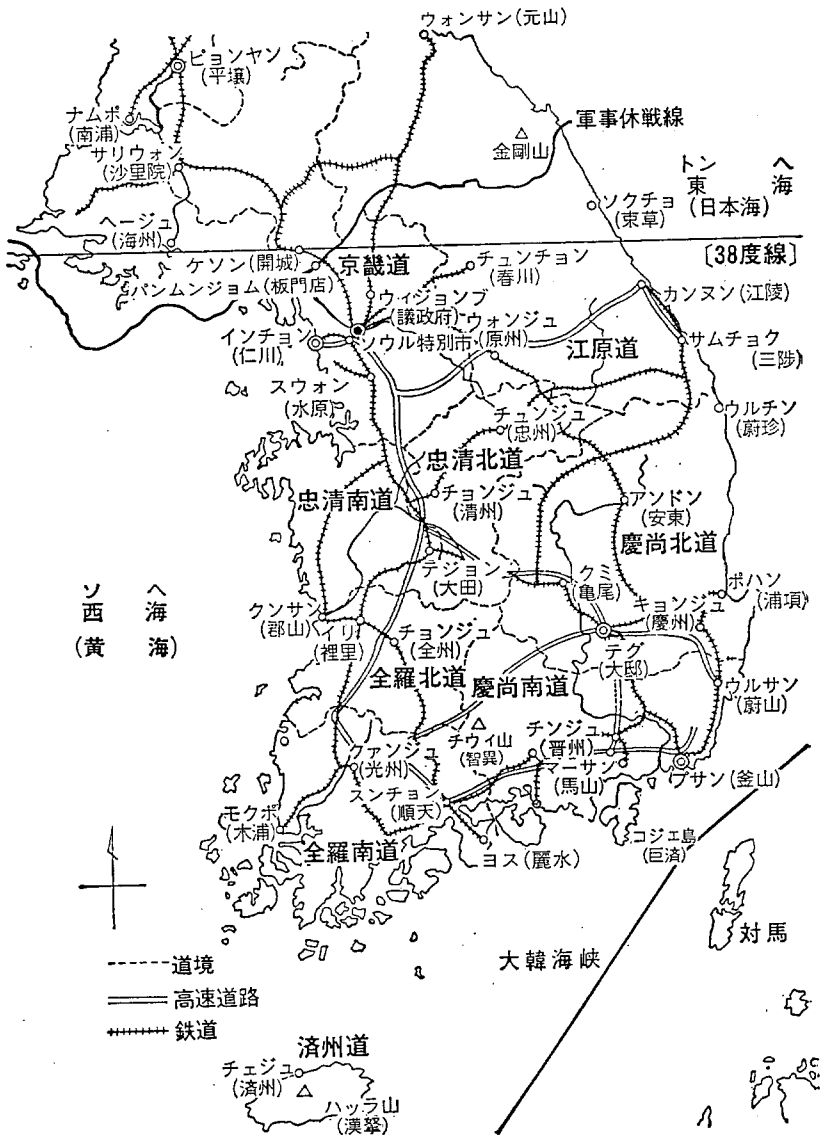 ウォンサン(元山)
ピョンヤン
(平壌)
ナムポ
(南浦)
軍事休戦線
金剛山
サリウォン
(沙里院)
トンヘ
東海
(日本海)
ソクチョ
(束草)
ヘージュ
(海州)
〔38度線〕
ケソン(開城)
京畿道
チュンチョン
(春川)
パンムンジョム(板門店)
カンヌン(江陵)
ウィジョンブ
(議政府)
インチョン
(仁川)
ソウル特別市
ウォンジュ
(原州)
江原道
サムチョク
(三陟)
スウォン
(水原)
チュンジュ
(忠州)
ウルチン
(蔚珍)
忠清北道
忠清南道
チョンジュ
(清州)
アンドン
(安東)
慶尚北道
テジョン
(大田)
クミ
(亀尾)
ポハン
(浦項)
ソヘ
西海
(黄海)
クンサン
(郡山)
イリ
(裡里)
チョンジュ
(全州)
キョンジュ
(慶州)
テグ
(大邸)
全羅北道
慶尚南道
ウルサン
(蔚山)
チウィ山
(智異)
チンジュ
(晋州)
クァンジュ
(光州)
マーサン
(馬山)
プサン(釜山)
スンチョン
(順天)
モクポ
(木浦)
コジェ島
(巨済)
全羅南道
ヨス(麗水)
対馬
大韓海峡
道境
高速道路
鉄道
済州道
チェジュ
(済州)
ハッラ山
(漢拏)